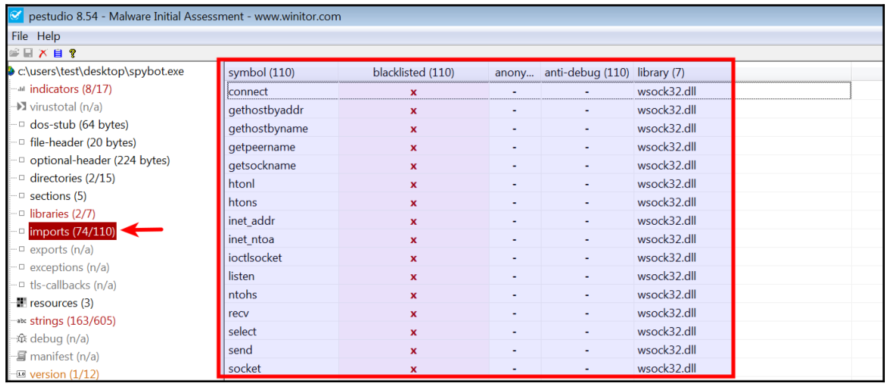 pestudio 8.54 - Malware Initial Assessment - www.winitor.com
File Help
c:\users\test\desktop\spybot.exe
indicators (8/17)
virustotal (n/a)
dos-stub (64 bytes)
file-header (20 bytes)
optional-header (224 bytes)
directories (2/15)
sections (5)
libraries (2/7)
imports (74/110)
exports (n/a)
exceptions (n/a)
tls-callbacks (n/a)
resources (3)
abc strings (163/605)
debug (n/a)
manifest (n/a)
version (1/12)
symbol (110) blacklisted (110) anony... anti-debug (110) library (7)
connect x - - wsock32.dll
gethostbyaddr x - - wsock32.dll
gethostbyname x - - wsock32.dll
getpeername x - - wsock32.dll
getsockname x - - wsock32.dll
htonl x - - wsock32.dll
htons x - - wsock32.dll
inet_addr x - - wsock32.dll
inet_ntoa x - - wsock32.dll
ioctlsocket x - - wsock32.dll
listen x - - wsock32.dll
ntohs x - - wsock32.dll
recv x - - wsock32.dll
select x - - wsock32.dll
send x - - wsock32.dll
socket x - - wsock32.dll